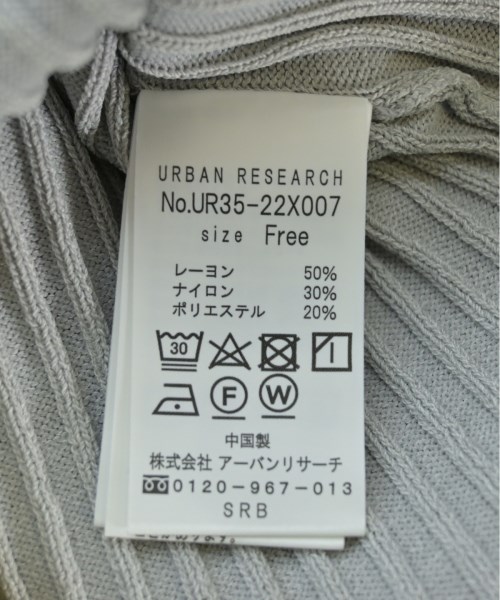 URBAN RESEARCH
No.UR35-22X007
size Free
レーヨン 50%
ナイロン 30%
ポリエステル 20%
30
F W
中国製
株式会社 アーバンリサーチ
0120-967-013
SRB